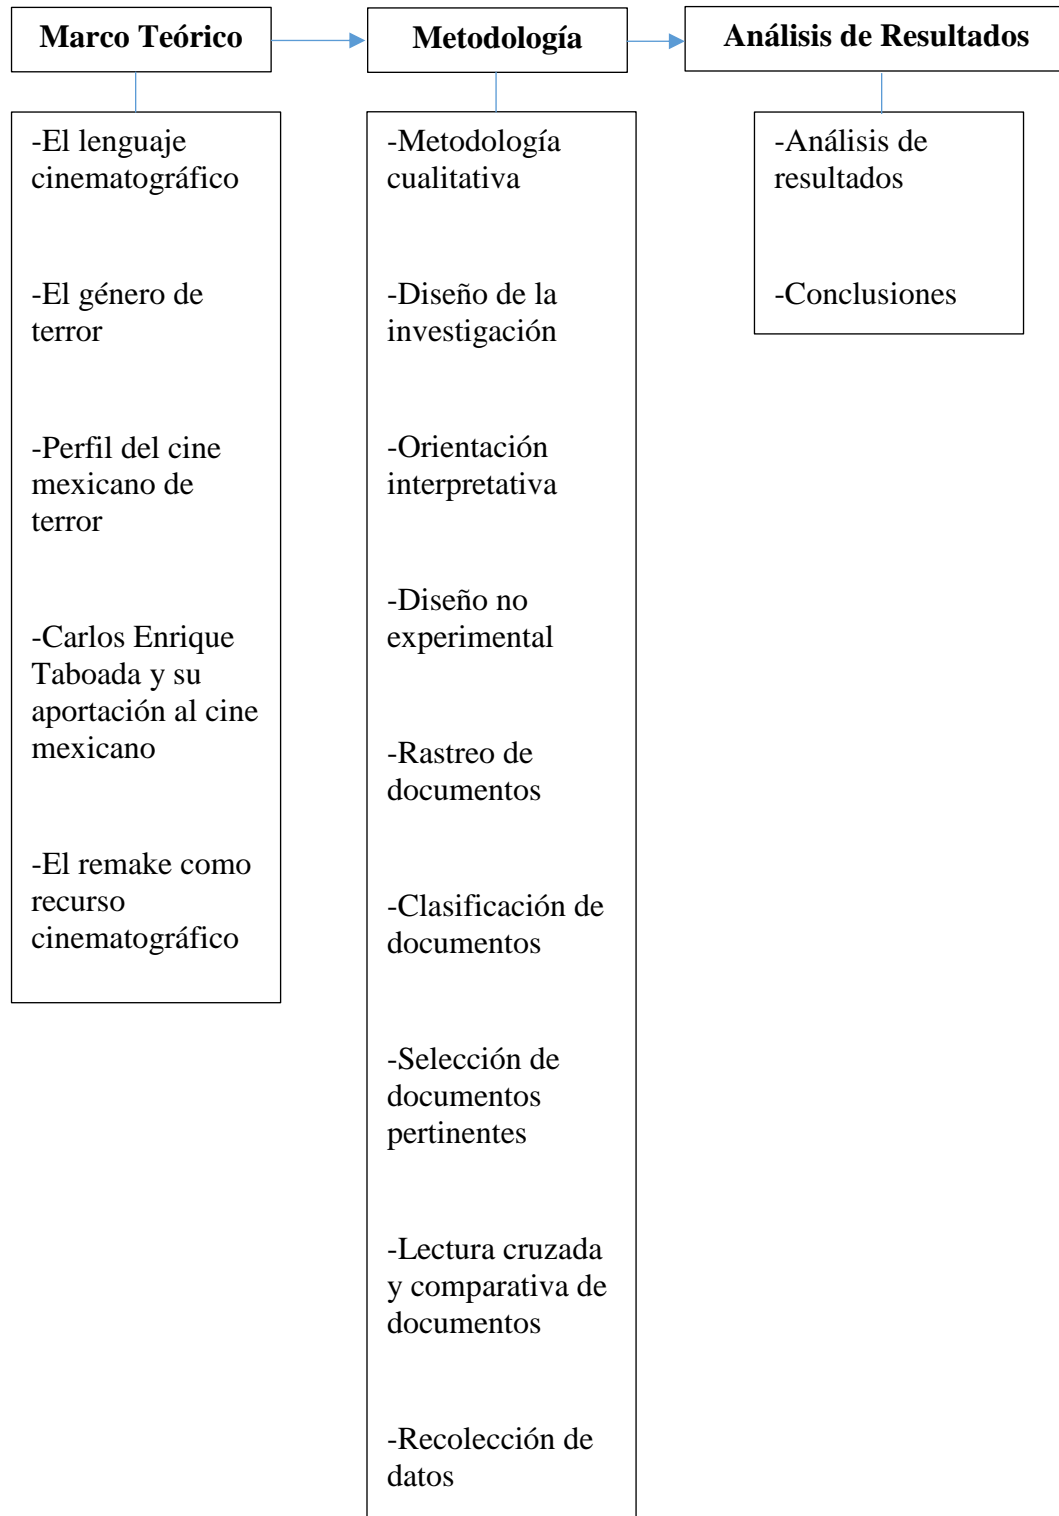 Marco Teórico
-El lenguaje
cinematográfico
-El género de
terror
-Perfil del cine
mexicano de
terror
-Carlos Enrique
Taboada y su
aportación al cine
mexicano
-El remake como
recurso
cinematográfico
Metodología
-Metodología
cualitativa
-Diseño de la
investigación
-Orientación
interpretativa
-Diseño no
experimental
-Rastreo de
documentos
-Clasificación de
documentos
-Selección de
documentos
pertinentes
-Lectura cruzada
y comparativa de
documentos
-Recolección de
datos
Análisis de Resultados
-Análisis de
resultados
-Conclusiones